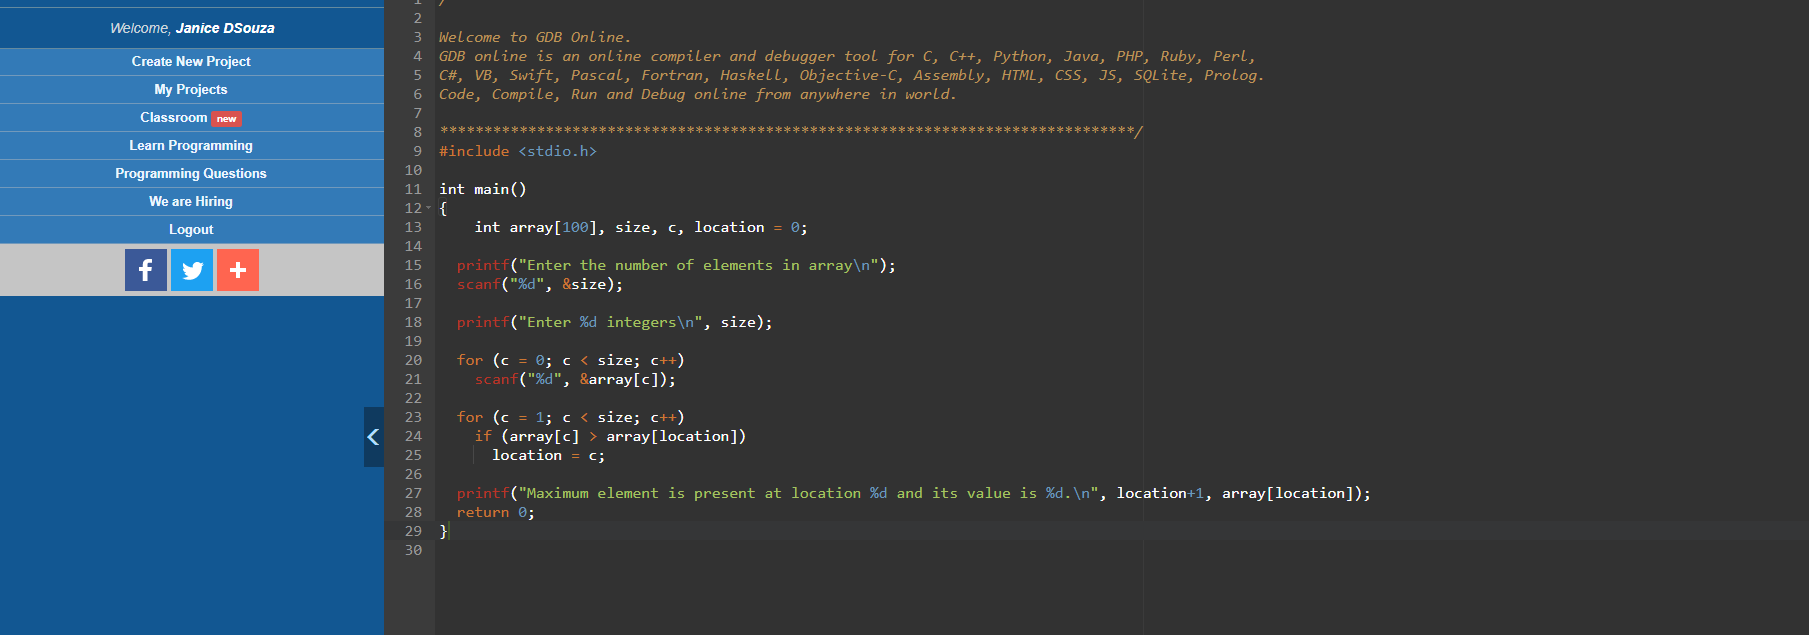 Welcome, Janice DSouza
Create New Project
My Projects
Classroom new
Learn Programming
Programming Questions
We are Hiring
Logout
2
3 Welcome to GDB Online.
4 GDB online is an online compiler and debugger tool for C, C++, Python, Java, PHP, Ruby, Perl,
5 C#, VB, Swift, Pascal, Fortran, Haskell, Objective-C, Assembly, HTML, CSS, JS, SQLite, Prolog.
6 Code, Compile, Run and Debug online from anywhere in world.
7
8 *******************************************************************************/
9 #include <stdio.h>
10
11 int main()
12 {
13 int array[100], size, c, location = 0;
14
15 printf("Enter the number of elements in array\n");
16 scanf("%d", &size);
17
18 printf("Enter %d integers\n", size);
19
20 for (c = 0; c < size; c++)
21 scanf("%d", &array[c]);
22
23 for (c = 1; c < size; c++)
24 if (array[c] > array[location])
25 location = c;
26
27 printf("Maximum element is present at location %d and its value is %d.\n", location+1, array[location]);
28 return 0;
29 }
30